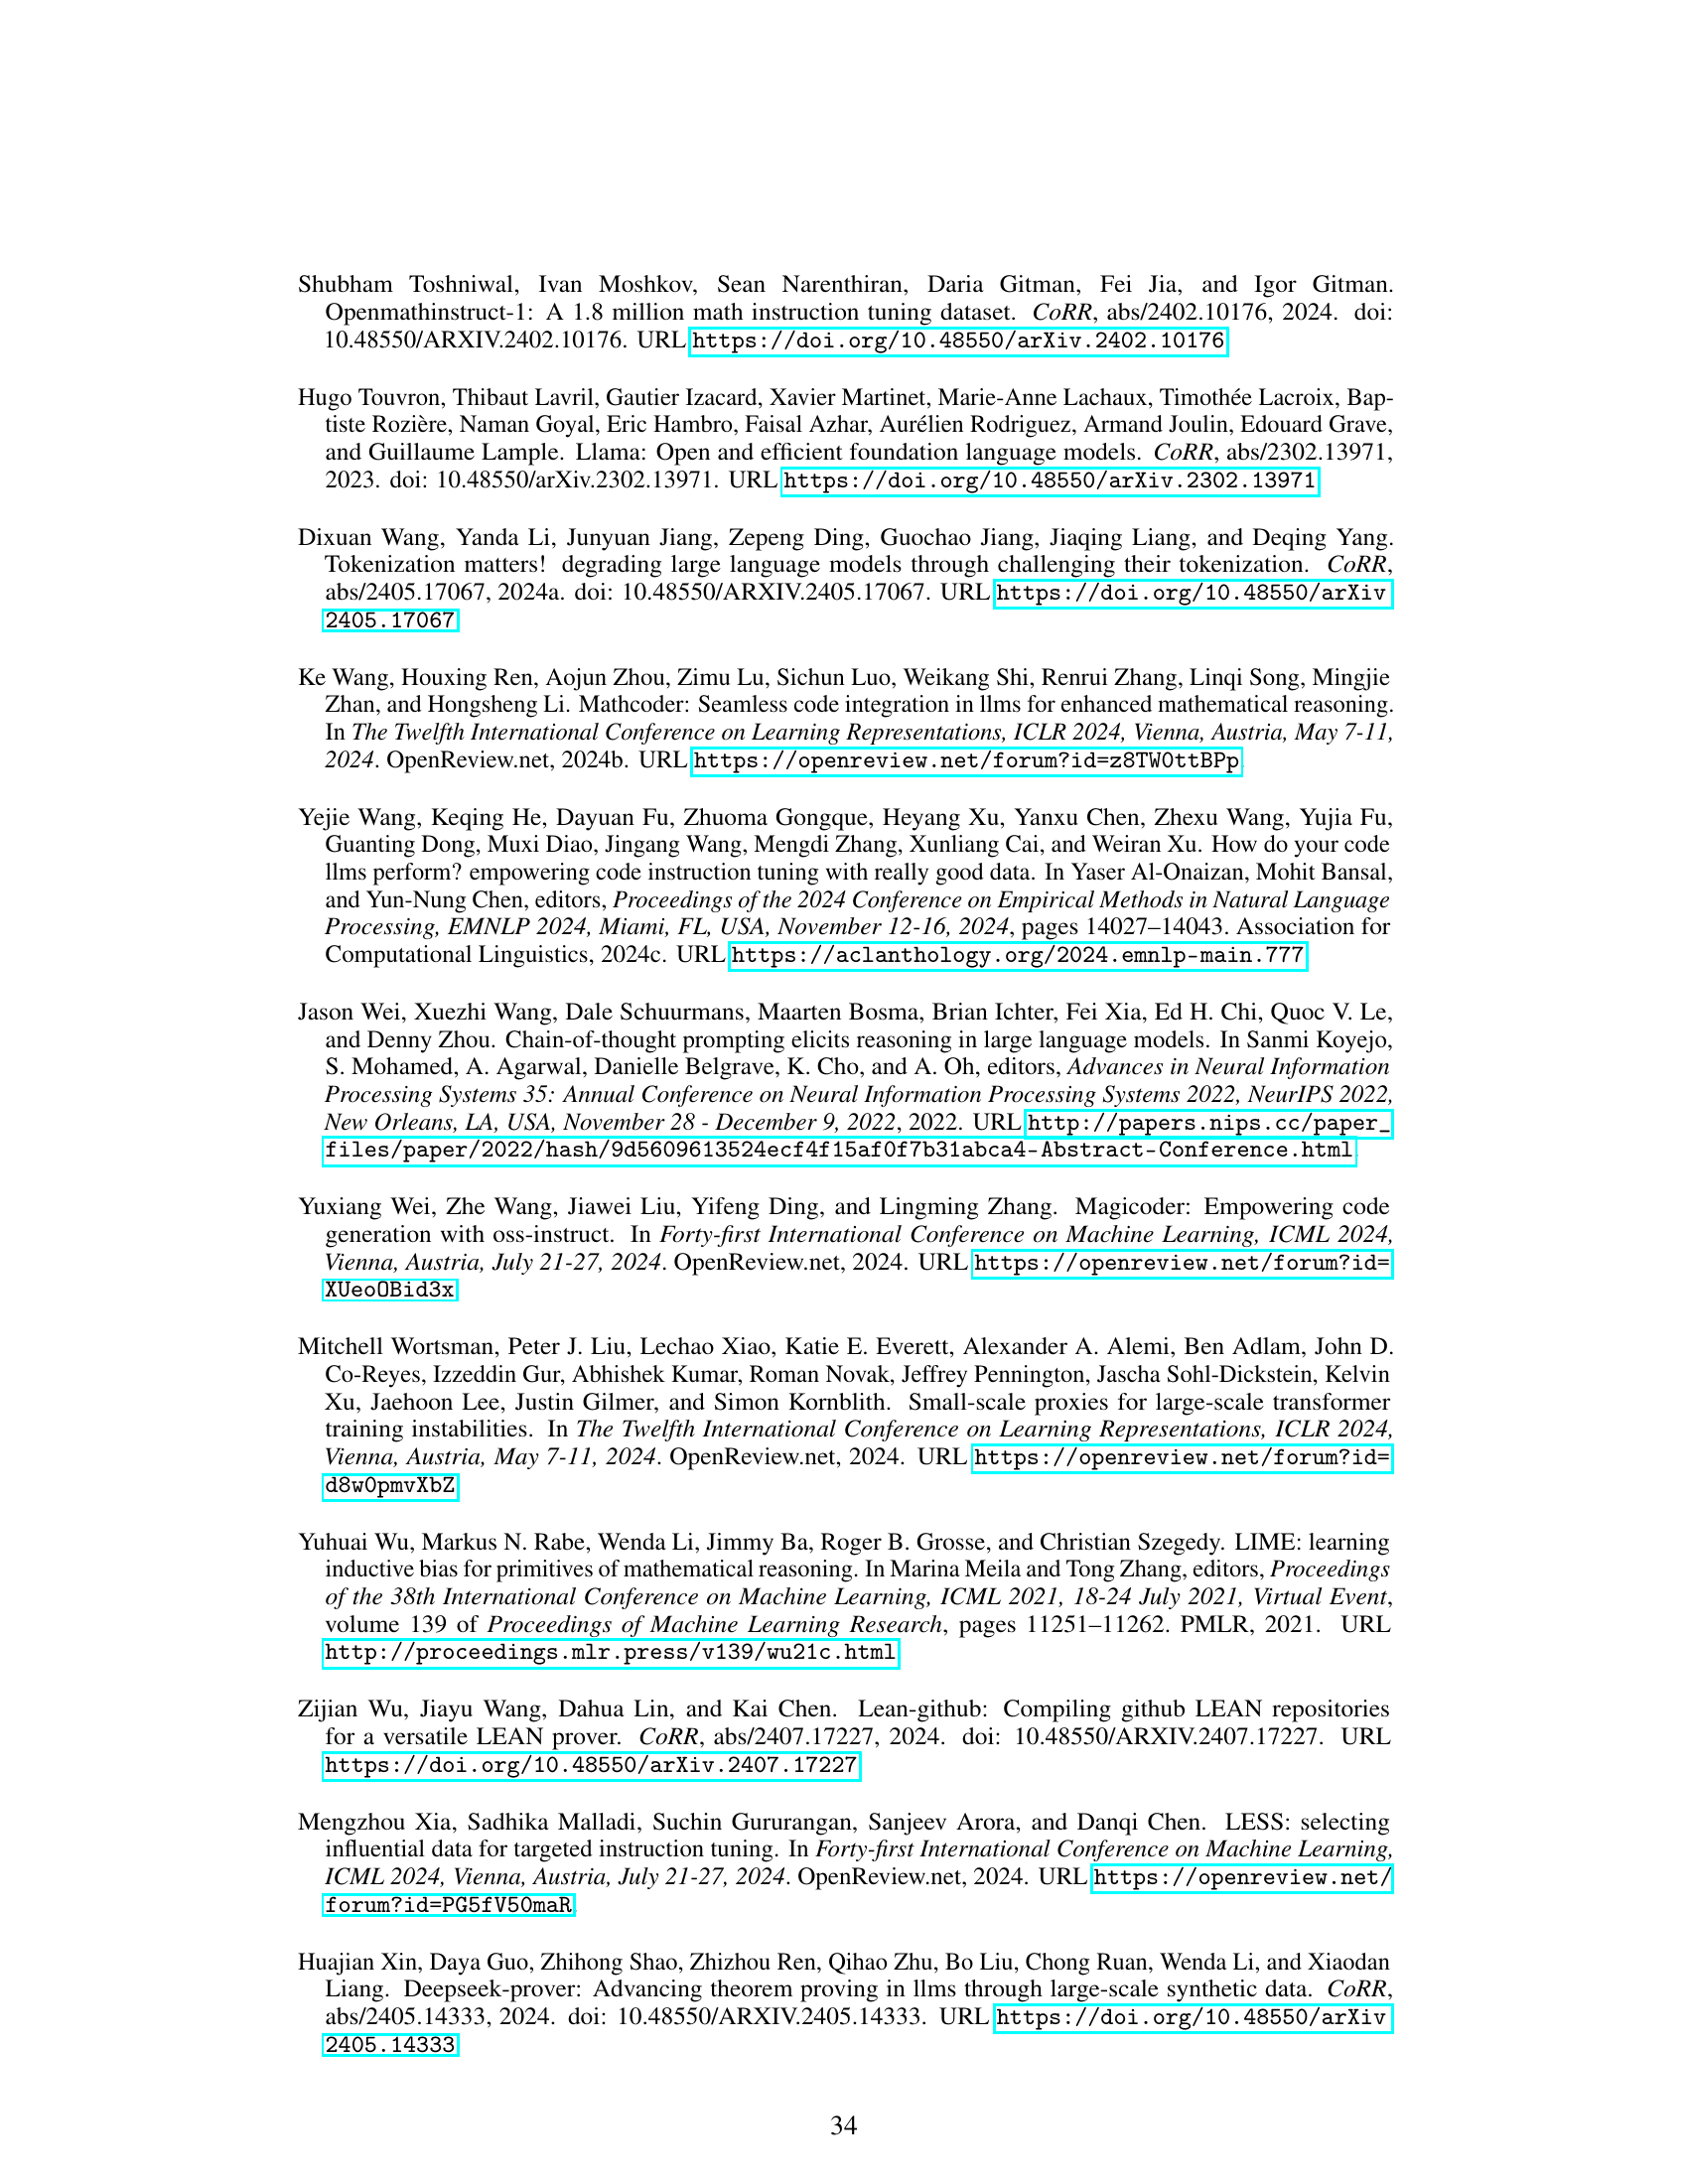 Shubham Toshniwal, Ivan Moshkov, Sean Narenthiran, Daria Gitman, Fei Jia, and Igor Gitman.
Openmathinstruct-1: A 1.8 million math instruction tuning dataset. CoRR, abs/2402.10176, 2024. doi:
10.48550/ARXIV.2402.10176. URL https://doi.org/10.48550/arXiv.2402.10176
Hugo Touvron, Thibaut Lavril, Gautier Izacard, Xavier Martinet, Marie-Anne Lachaux, Timothée Lacroix, Bap-
tiste Rozière, Naman Goyal, Eric Hambro, Faisal Azhar, Aurélien Rodriguez, Armand Joulin, Edouard Grave,
and Guillaume Lample. Llama: Open and efficient foundation language models. CoRR, abs/2302.13971,
2023. doi: 10.48550/arXiv.2302.13971. URL https://doi.org/10.48550/arXiv.2302.13971
Dixuan Wang, Yanda Li, Junyuan Jiang, Zepeng Ding, Guochao Jiang, Jiaqing Liang, and Deqing Yang.
Tokenization matters! degrading large language models through challenging their tokenization. CoRR,
abs/2405.17067, 2024a. doi: 10.48550/ARXIV.2405.17067. URL https://doi.org/10.48550/arXiv
2405.17067
Ke Wang, Houxing Ren, Aojun Zhou, Zimu Lu, Sichun Luo, Weikang Shi, Renrui Zhang, Linqi Song, Mingjie
Zhan, and Hongsheng Li. Mathcoder: Seamless code integration in llms for enhanced mathematical reasoning.
In The Twelfth International Conference on Learning Representations, ICLR 2024, Vienna, Austria, May 7-11,
2024. OpenReview.net, 2024b. URL https://openreview.net/forum?id=z8TW0ttBPp
Yejie Wang, Keqing He, Dayuan Fu, Zhuoma Gongque, Heyang Xu, Yanxu Chen, Zhexu Wang, Yujia Fu,
Guanting Dong, Muxi Diao, Jingang Wang, Mengdi Zhang, Xunliang Cai, and Weiran Xu. How do your code
llms perform? empowering code instruction tuning with really good data. In Yaser Al-Onaizan, Mohit Bansal,
and Yun-Nung Chen, editors, Proceedings of the 2024 Conference on Empirical Methods in Natural Language
Processing, EMNLP 2024, Miami, FL, USA, November 12-16, 2024, pages 14027–14043. Association for
Computational Linguistics, 2024c. URL https://aclanthology.org/2024.emnlp-main.777
Jason Wei, Xuezhi Wang, Dale Schuurmans, Maarten Bosma, Brian Ichter, Fei Xia, Ed H. Chi, Quoc V. Le,
and Denny Zhou. Chain-of-thought prompting elicits reasoning in large language models. In Sanmi Koyejo,
S. Mohamed, A. Agarwal, Danielle Belgrave, K. Cho, and A. Oh, editors, Advances in Neural Information
Processing Systems 35: Annual Conference on Neural Information Processing Systems 2022, NeurIPS 2022,
New Orleans, LA, USA, November 28 - December 9, 2022, 2022. URL http://papers.nips.cc/paper_
files/paper/2022/hash/9d5609613524ecf4f15af0f7b31abca4-Abstract-Conference.html
Yuxiang Wei, Zhe Wang, Jiawei Liu, Yifeng Ding, and Lingming Zhang. Magicoder: Empowering code
generation with oss-instruct. In Forty-first International Conference on Machine Learning, ICML 2024,
Vienna, Austria, July 21-27, 2024. OpenReview.net, 2024. URL https://openreview.net/forum?id=
XUeoOBid3x
Mitchell Wortsman, Peter J. Liu, Lechao Xiao, Katie E. Everett, Alexander A. Alemi, Ben Adlam, John D.
Co-Reyes, Izzeddin Gur, Abhishek Kumar, Roman Novak, Jeffrey Pennington, Jascha Sohl-Dickstein, Kelvin
Xu, Jaehoon Lee, Justin Gilmer, and Simon Kornblith. Small-scale proxies for large-scale transformer
training instabilities. In The Twelfth International Conference on Learning Representations, ICLR 2024,
Vienna, Austria, May 7-11, 2024. OpenReview.net, 2024. URL https://openreview.net/forum?id=
d8w0pmvXbZ
Yuhuai Wu, Markus N. Rabe, Wenda Li, Jimmy Ba, Roger B. Grosse, and Christian Szegedy. LIME: learning
inductive bias for primitives of mathematical reasoning. In Marina Meila and Tong Zhang, editors, Proceedings
of the 38th International Conference on Machine Learning, ICML 2021, 18-24 July 2021, Virtual Event,
volume 139 of Proceedings of Machine Learning Research, pages 11251–11262. PMLR, 2021. URL
http://proceedings.mlr.press/v139/wu21c.html
Zijian Wu, Jiayu Wang, Dahua Lin, and Kai Chen. Lean-github: Compiling github LEAN repositories
for a versatile LEAN prover. CoRR, abs/2407.17227, 2024. doi: 10.48550/ARXIV.2407.17227. URL
https://doi.org/10.48550/arXiv.2407.17227
Mengzhou Xia, Sadhika Malladi, Suchin Gururangan, Sanjeev Arora, and Danqi Chen. LESS: selecting
influential data for targeted instruction tuning. In Forty-first International Conference on Machine Learning,
ICML 2024, Vienna, Austria, July 21-27, 2024. OpenReview.net, 2024. URL https://openreview.net/
forum?id=PG5fV50maR
Huajian Xin, Daya Guo, Zhihong Shao, Zhizhou Ren, Qihao Zhu, Bo Liu, Chong Ruan, Wenda Li, and Xiaodan
Liang. Deepseek-prover: Advancing theorem proving in llms through large-scale synthetic data. CoRR,
abs/2405.14333, 2024. doi: 10.48550/ARXIV.2405.14333. URL https://doi.org/10.48550/arXiv
2405.14333
34